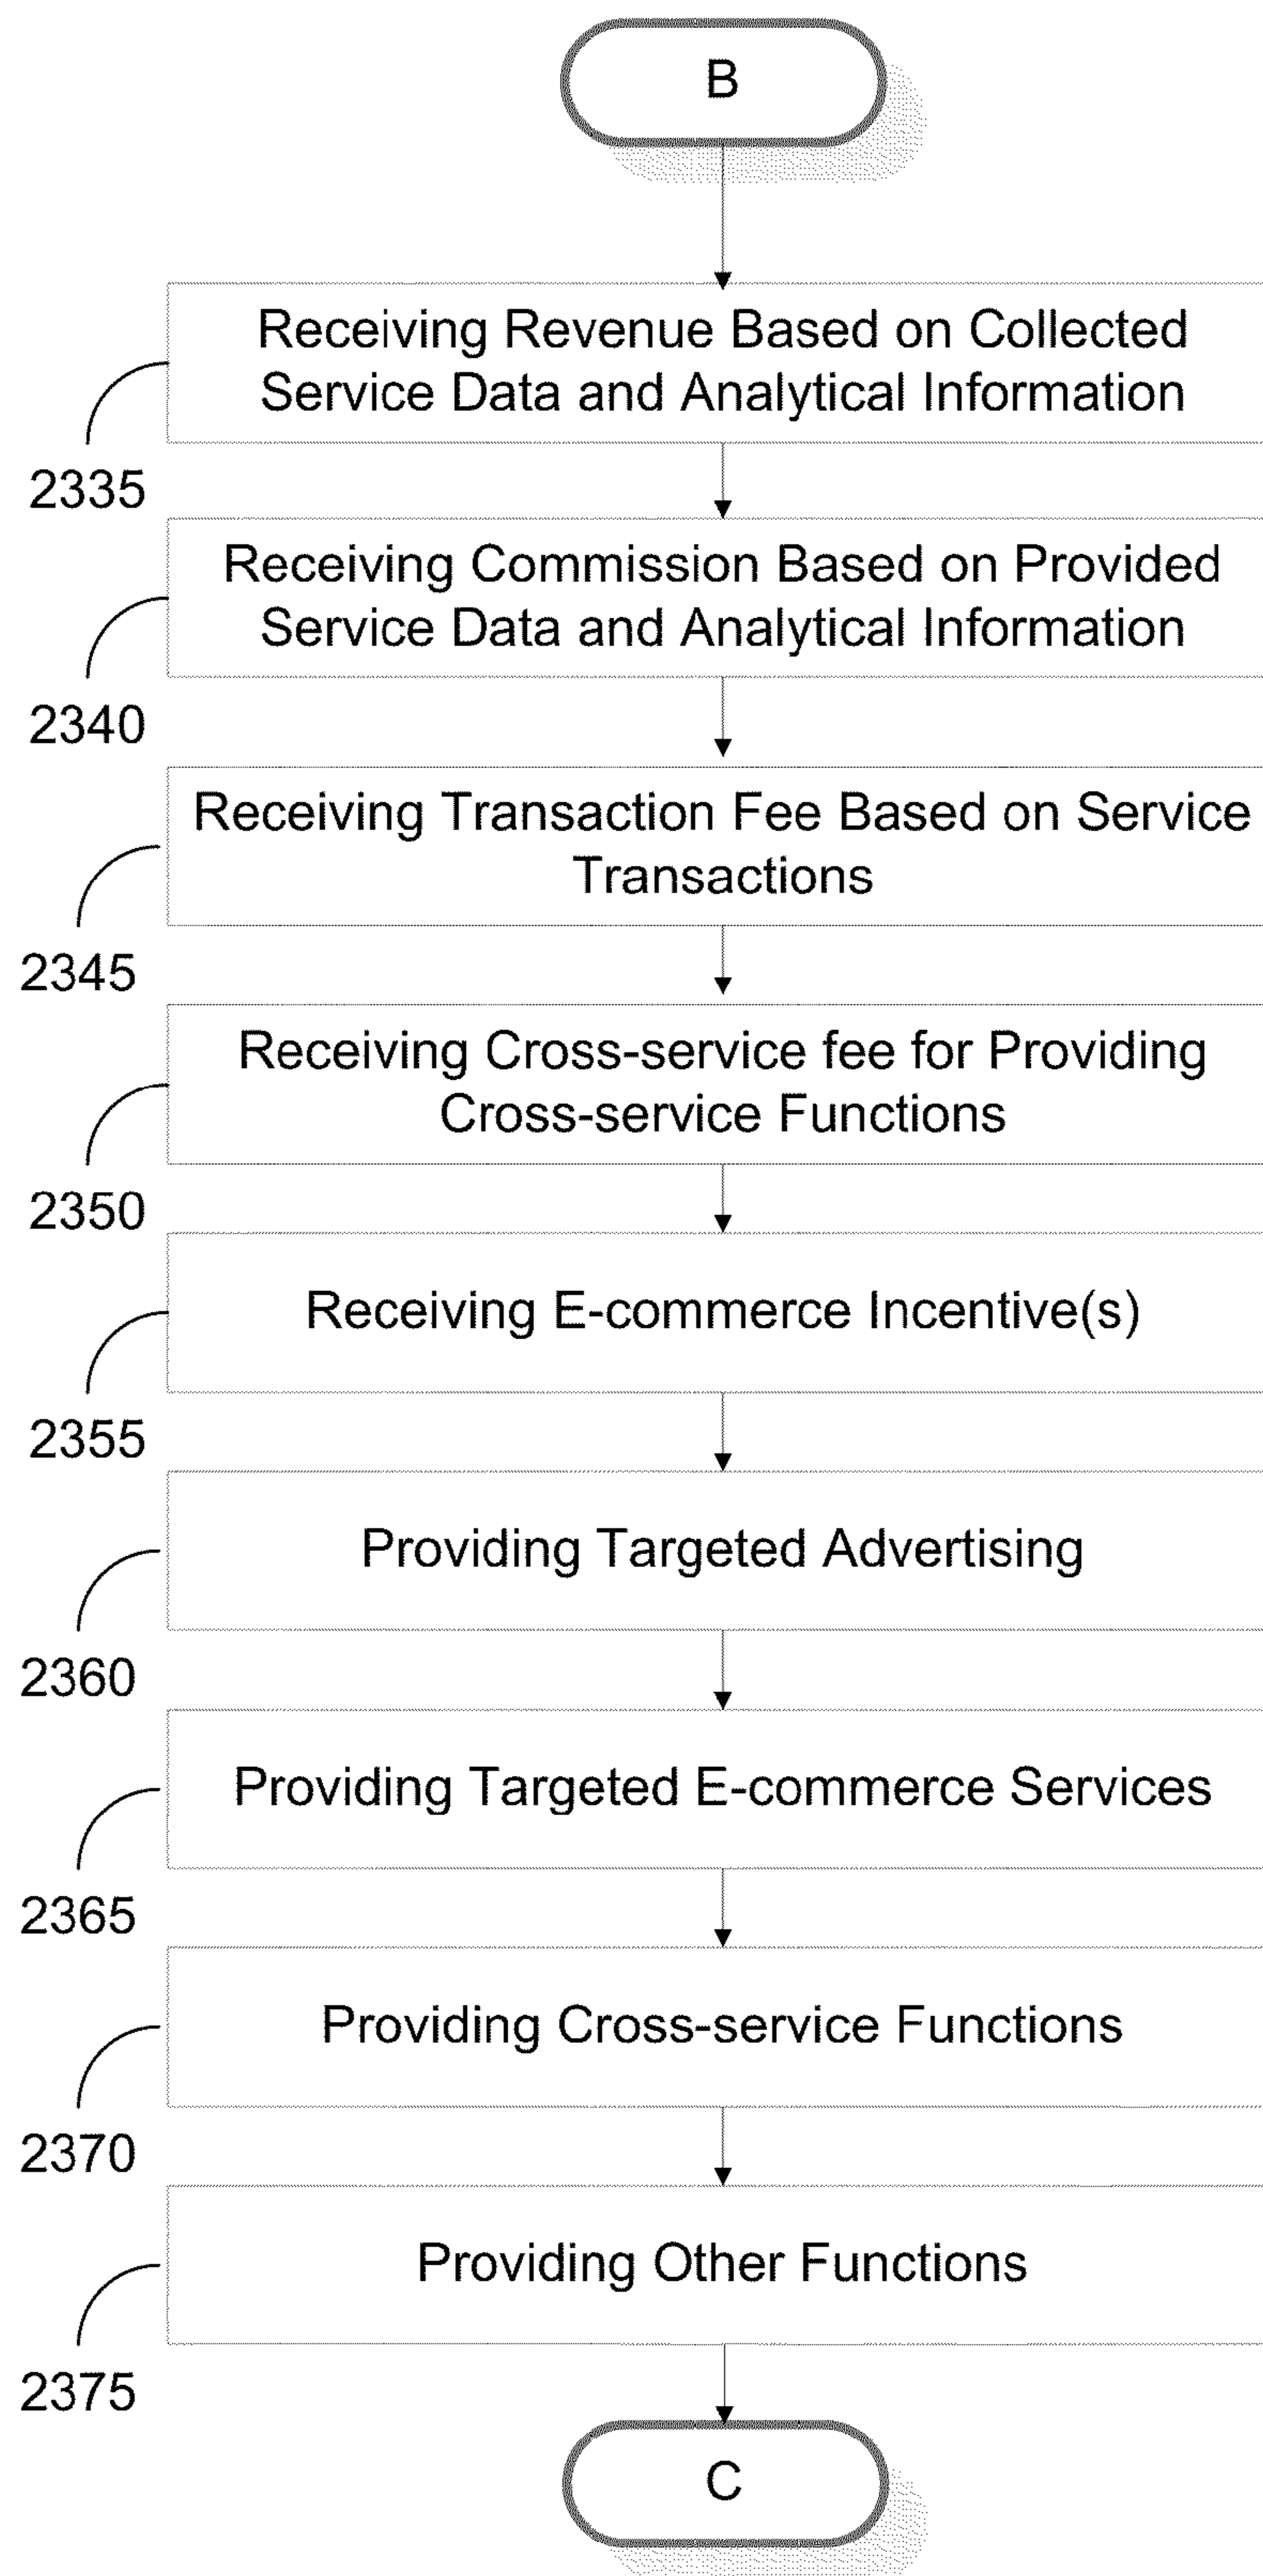 B
Receiving Revenue Based on Collected
Service Data and Analytical Information
2335
Receiving Commission Based on Provided
Service Data and Analytical Information
2340
Receiving Transaction Fee Based on Service
Transactions
2345
Receiving Cross-service fee for Providing
Cross-service Functions
2350
Receiving E-commerce Incentive(s)
2355
Providing Targeted Advertising
2360
Providing Targeted E-commerce Services
2365
Providing Cross-service Functions
2370
Providing Other Functions
2375
C